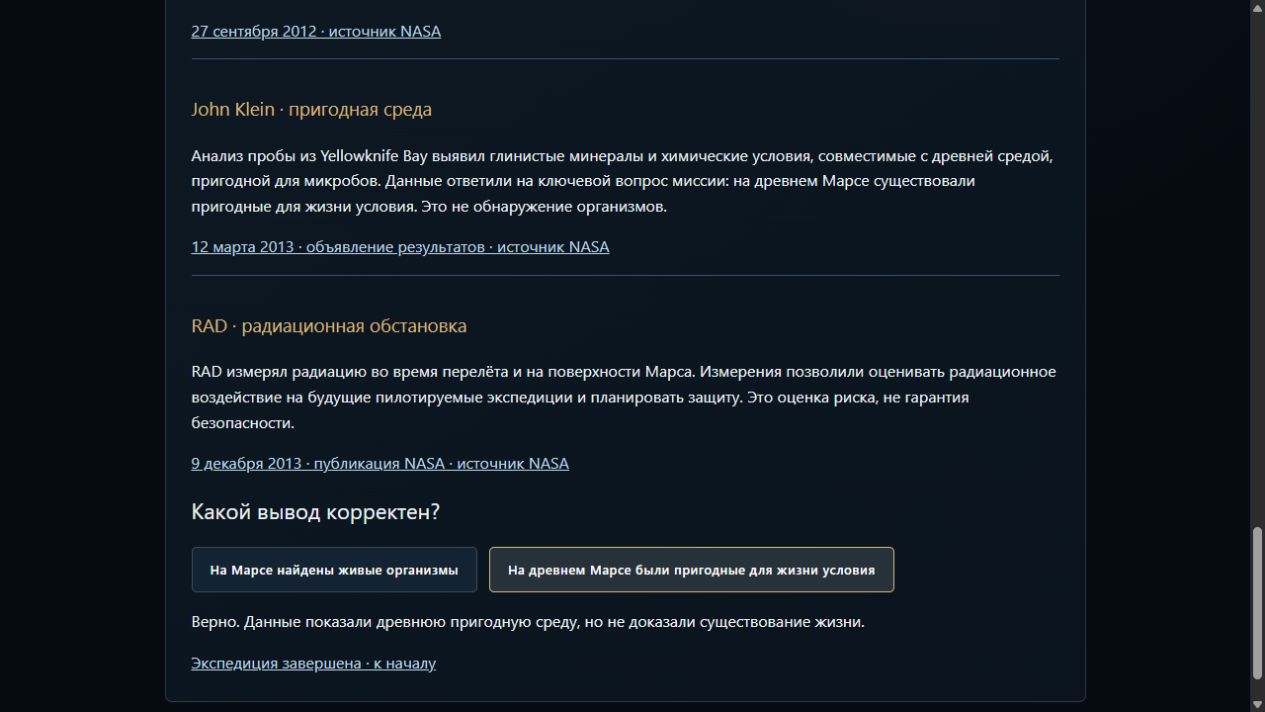 27 сентября 2012 · источник NASA
John Klein · пригодная среда
Анализ пробы из Yellowknife Bay выявил глинистые минералы и химические условия, совместимые с древней средой,
пригодной для микробов. Данные ответили на ключевой вопрос миссии: на древнем Марсе существовали
пригодные для жизни условия. Это не обнаружение организмов.
12 марта 2013 · объявление результатов · источник NASA
RAD · радиационная обстановка
RAD измерял радиацию во время перелёта и на поверхности Марса. Измерения позволили оценивать радиационное
воздействие на будущие пилотируемые экспедиции и планировать защиту. Это оценка риска, не гарантия
безопасности.
9 декабря 2013 · публикация NASA · источник NASA
Какой вывод корректен?
На Марсе найдены живые организмы
На древнем Марсе были пригодные для жизни условия
Верно. Данные показали древнюю пригодную среду, но не доказали существование жизни.
Экспедиция завершена · к началу